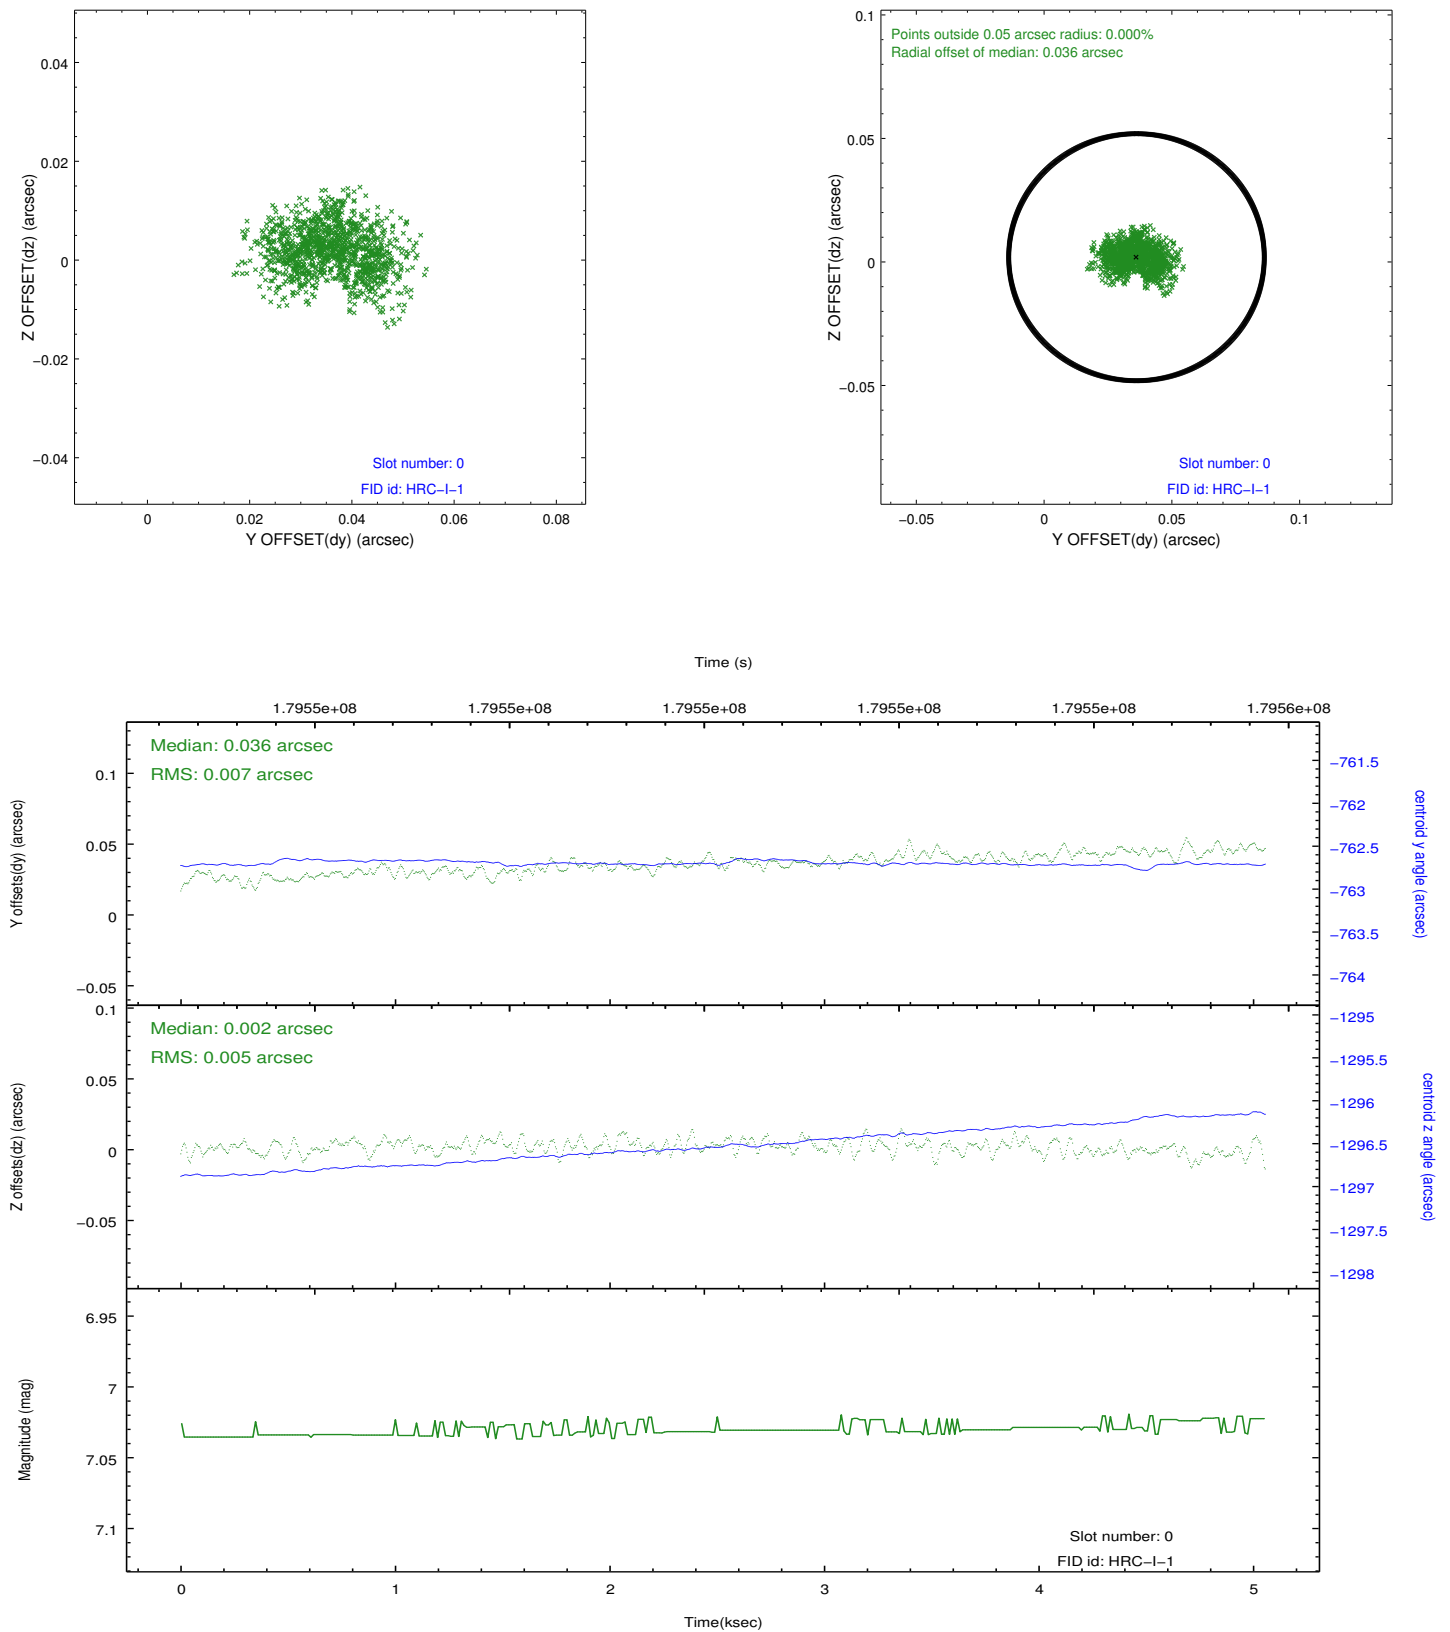 0.04
0.02
0
−0.02
−0.04
Z OFFSET(dz) (arcsec)
Slot number: 0
FID id: HRC−I−1
0
0.02
0.04
0.06
0.08
Y OFFSET(dy) (arcsec)
Points outside 0.05 arcsec radius: 0.000%
Radial offset of median: 0.036 arcsec
0.1
0.05
0
−0.05
Z OFFSET(dz) (arcsec)
Slot number: 0
FID id: HRC−I−1
−0.05
0
0.05
0.1
Y OFFSET(dy) (arcsec)
Time (s)
1.7955e+08
1.7955e+08
1.7955e+08
1.7955e+08
1.7955e+08
1.7956e+08
Median: 0.036 arcsec
RMS: 0.007 arcsec
0.1
0.05
0
−0.05
Y offsets(dy) (arcsec)
−761.5
−762
−762.5
−763
−763.5
−764
centroid y angle (arcsec)
Median: 0.002 arcsec
RMS: 0.005 arcsec
0.1
0.05
0
−0.05
Z offsets(dz) (arcsec)
−1295
−1295.5
−1296
−1296.5
−1297
−1297.5
−1298
centroid z angle (arcsec)
6.95
7
7.05
7.1
Magnitude (mag)
Slot number: 0
FID id: HRC−I−1
0
1
2
3
4
5
Time(ksec)